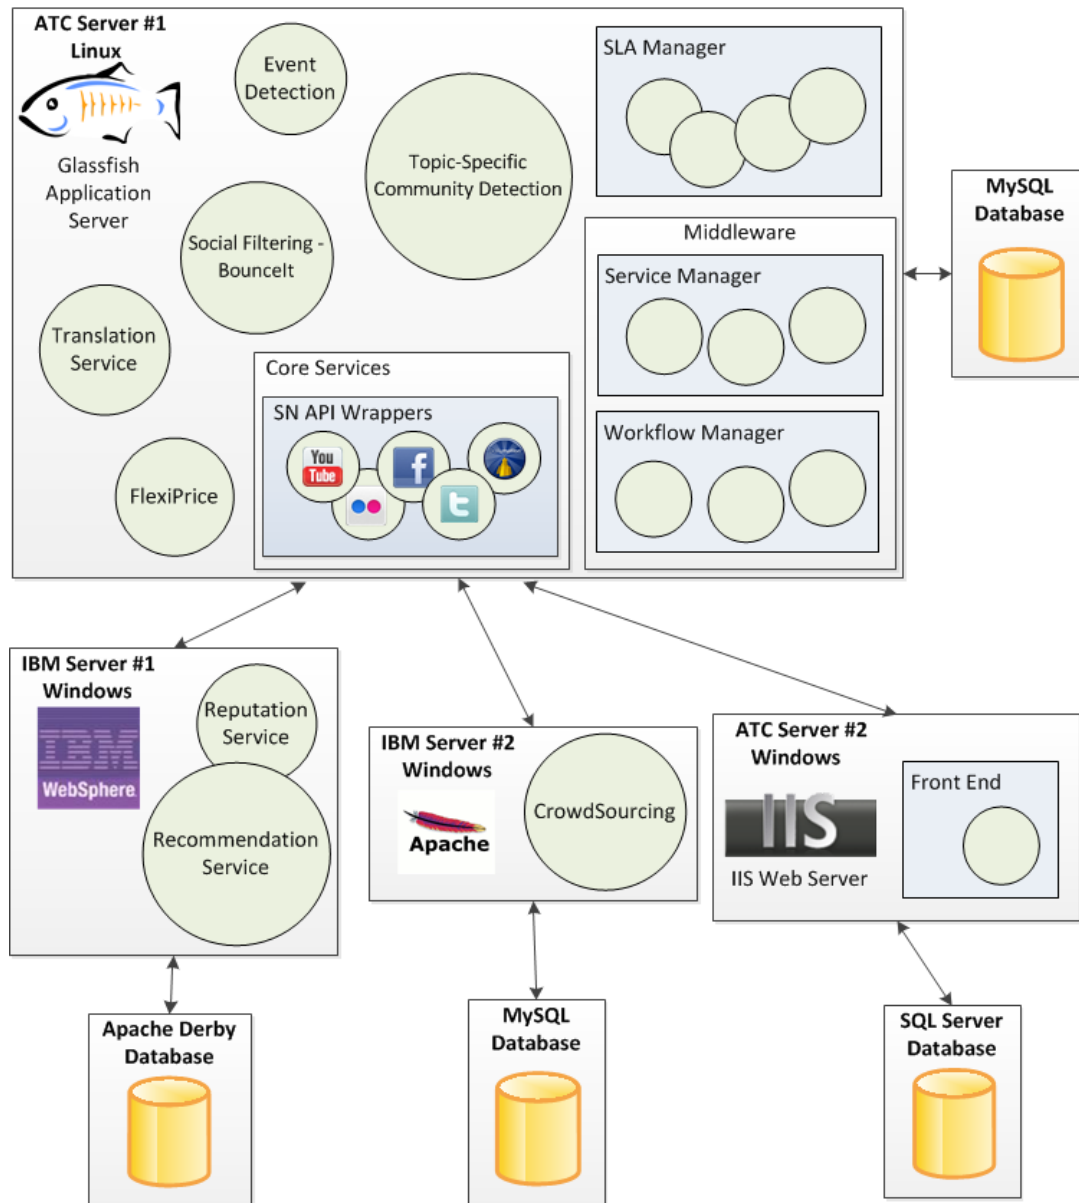 ATC Server #1
Linux
Glassfish
Application
Server
Event
Detection
Topic-Specific
Community Detection
Social Filtering -
BounceIt
Translation
Service
FlexiPrice
Core Services
SN API Wrappers
You
Tube
f
t
SLA Manager
Middleware
Service Manager
Workflow Manager
MySQL
Database
IBM Server #1
Windows
IBM
WebSphere.
Reputation
Service
Recommendation
Service
IBM Server #2
Windows
Apache
CrowdSourcing
ATC Server #2
Windows
IIS
IIS Web Server
Front End
Apache Derby
Database
MySQL
Database
SQL Server
Database